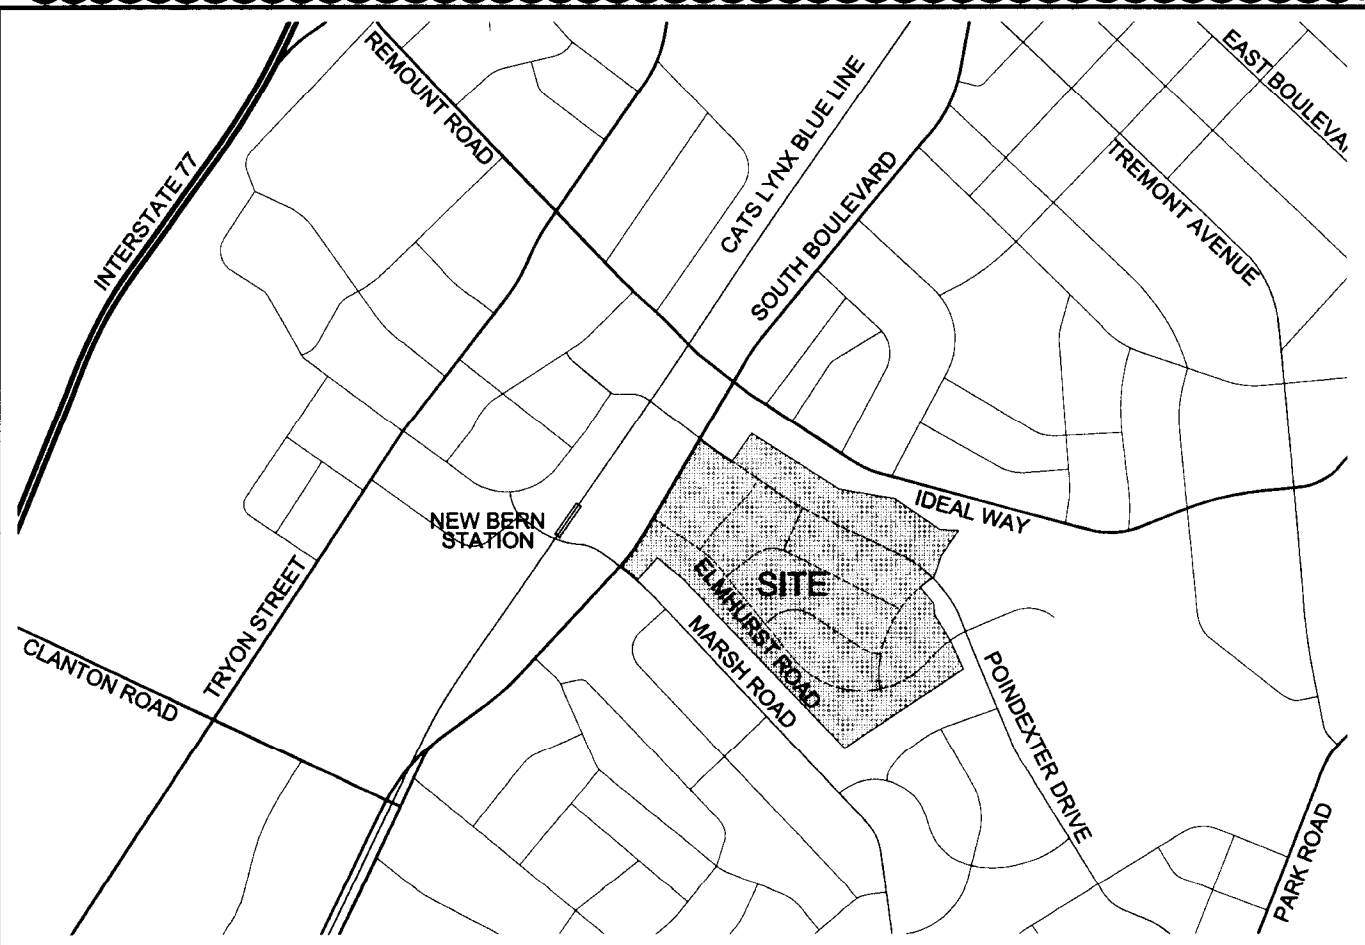 REMOUNT ROAD
CATS LYNX BLUE LINE
EAST BOULEVA
INTERSTATE 77
SOUTH BOULEVARD
TREMONT AVENUE
NEW BERN
STATION
IDEAL WAY
SITE
ELMHURST ROAD
MARSH ROAD
TRYON STREET
CLANTON ROAD
POINDEXTER DRIVE
PARK ROAD